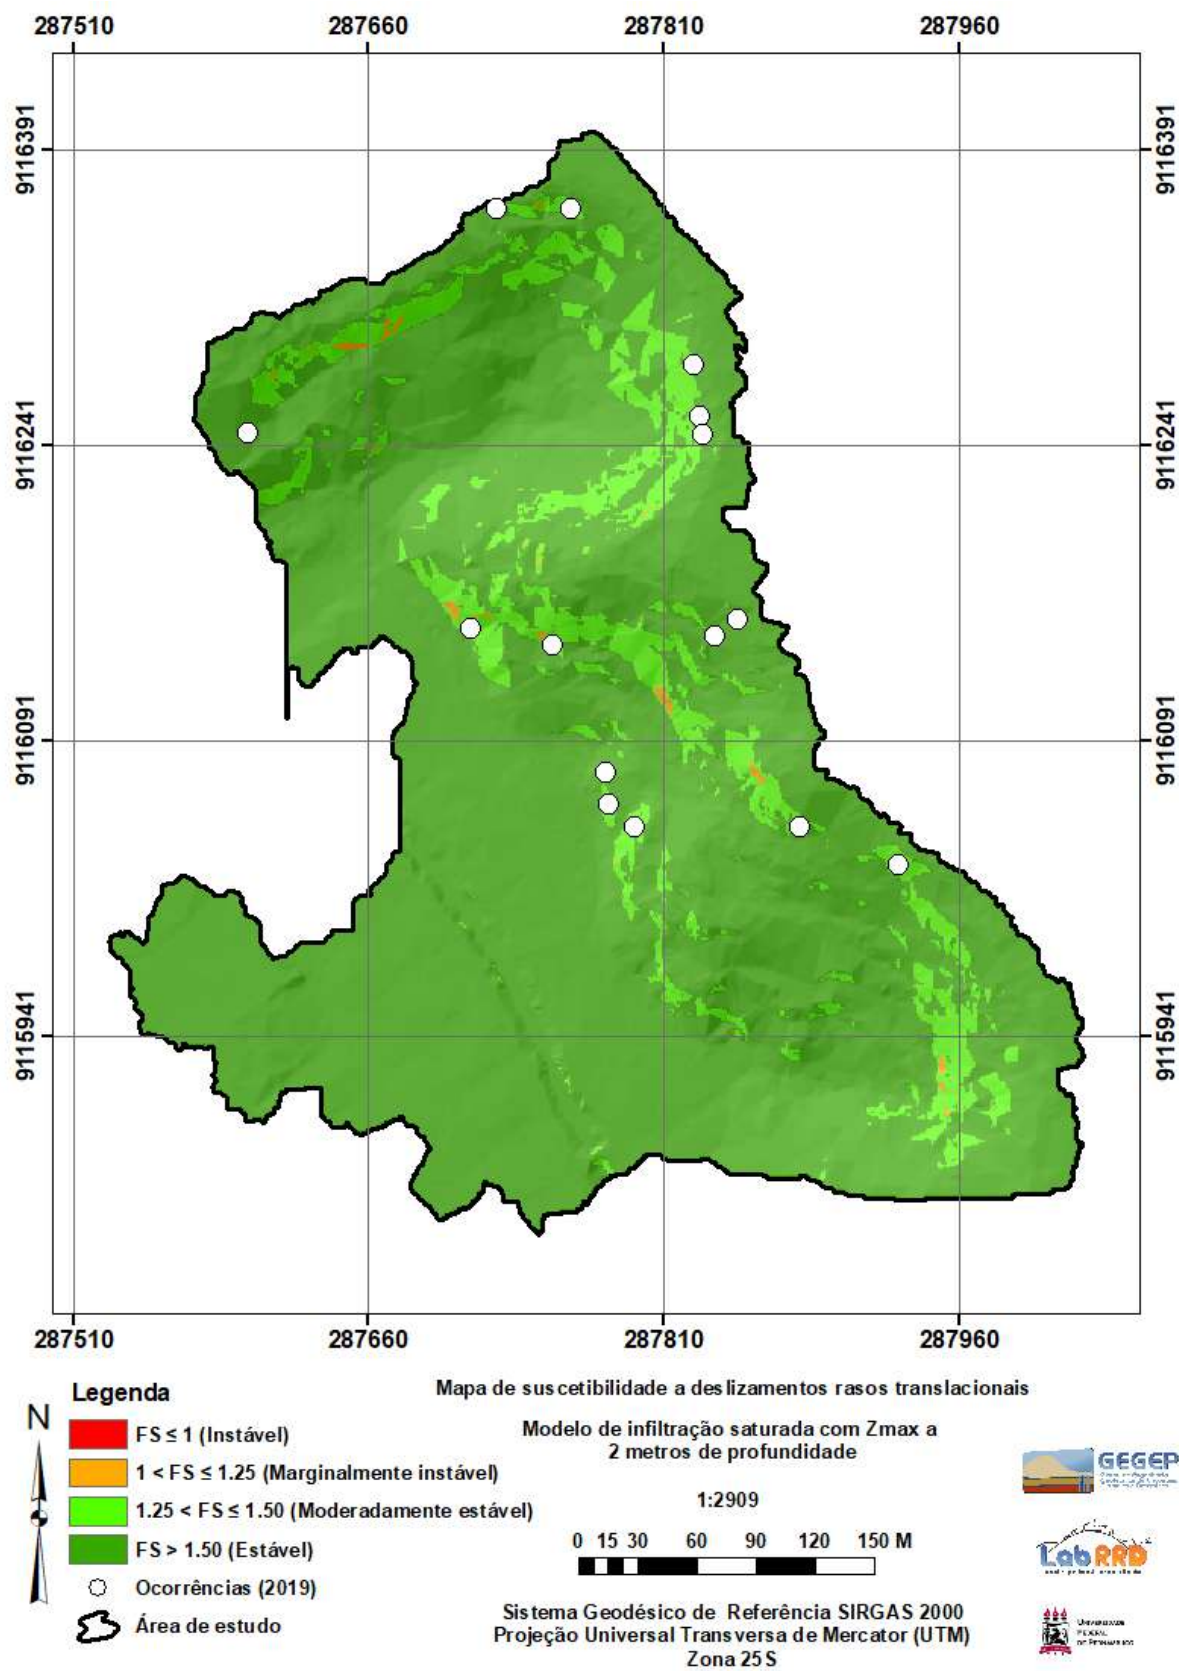 287510 287660 287810 287960
9116391 9116391
9116241 9116241
9116091 9116091
9115941 9115941
287510 287660 287810 287960
Legenda
N
FS ≤ 1 (Instável)
1 < FS ≤ 1.25 (Marginalmente instável)
1.25 < FS ≤ 1.50 (Moderadamente estável)
FS > 1.50 (Estável)
Ocorrências (2019)
Área de estudo
Mapa de suscetibilidade a deslizamentos rasos translacionais
Modelo de infiltração saturada com Zmax a
2 metros de profundidade
1:2909
0 15 30 60 90 120 150 M
Sistema Geodésico de Referência SIRGAS 2000
Projeção Universal Transversa de Mercator (UTM)
Zona 25 S
GEGEP
LabRRD
UNIVERSIDADE
FEDERAL
DE PERNAMBUCO